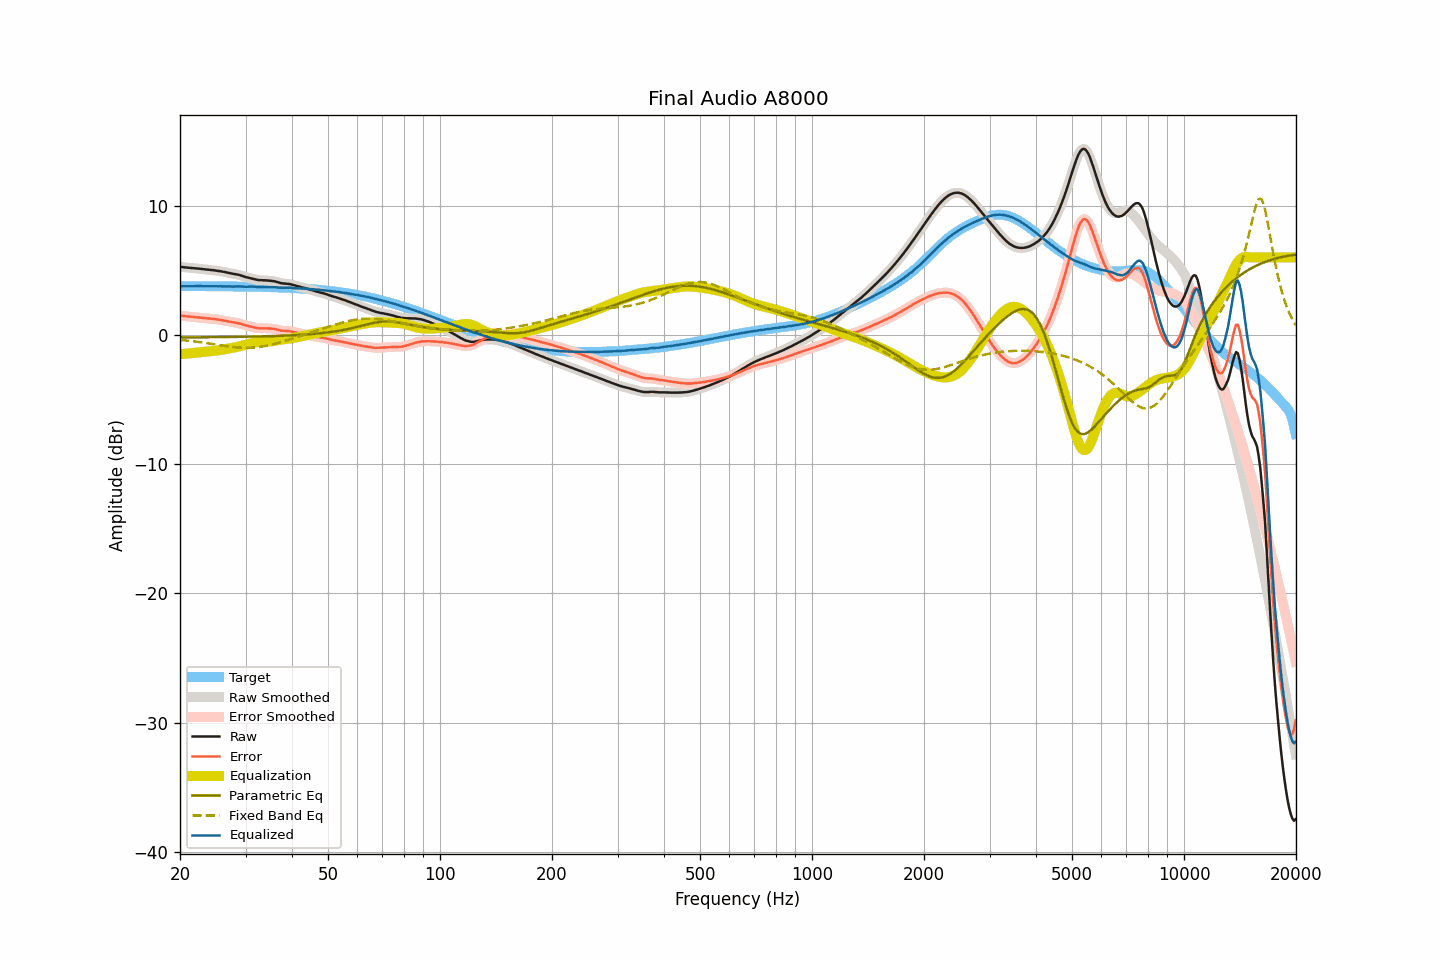 Final Audio A8000
Amplitude (dBr)
10
0
−10
−20
−30
−40
Target
Raw Smoothed
Error Smoothed
Raw
Error
Equalization
Parametric Eq
Fixed Band Eq
Equalized
20 50 100 200 500 1000 2000 5000 10000 20000
Frequency (Hz)